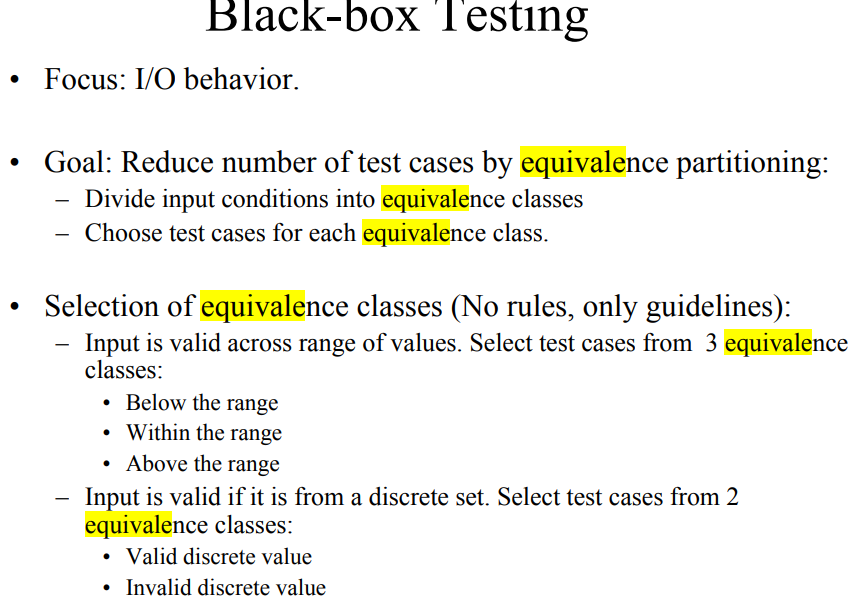 Black-box Testing
• Focus: I/O behavior.
• Goal: Reduce number of test cases by equivalence partitioning:
– Divide input conditions into equivalence classes
– Choose test cases for each equivalence class.
• Selection of equivalence classes (No rules, only guidelines):
– Input is valid across range of values. Select test cases from 3 equivalence
classes:
• Below the range
• Within the range
• Above the range
– Input is valid if it is from a discrete set. Select test cases from 2
equivalence classes:
• Valid discrete value
• Invalid discrete value